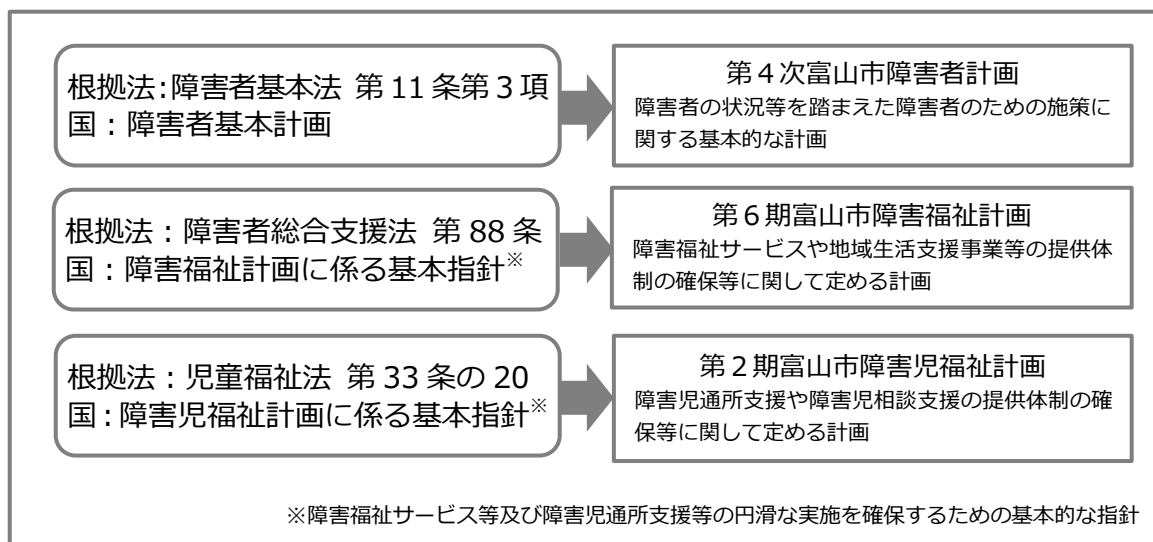 根拠法:障害者基本法 第11条第3項
国：障害者基本計画
第４次富山市障害者計画
障害者の状況等を踏まえた障害者のための施策に
関する基本的な計画
根拠法：障害者総合支援法 第88条
国：障害福祉計画に係る基本指針※
第６期富山市障害福祉計画
障害福祉サービスや地域生活支援事業等の提供体
制の確保等に関して定める計画
根拠法：児童福祉法 第33条の20
国：障害児福祉計画に係る基本指針※
第２期富山市障害児福祉計画
障害児通所支援や障害児相談支援の提供体制の確
保等に関して定める計画
※障害福祉サービス等及び障害児通所支援等の円滑な実施を確保するための基本的な指針